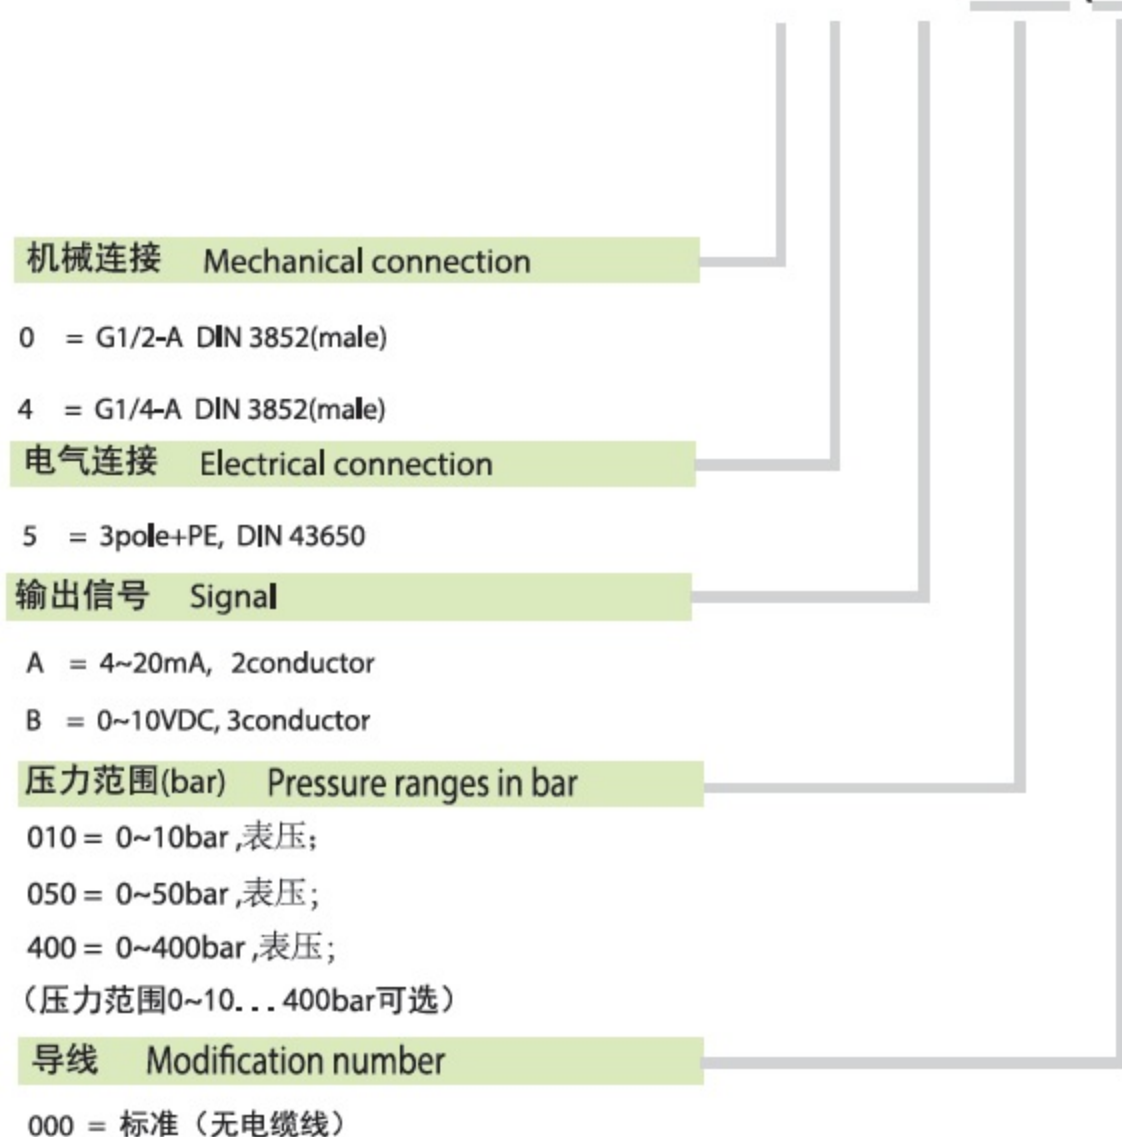 机械连接 Mechanical connection
0 = G1/2-A DIN 3852(male)
4 = G1/4-A DIN 3852(male)
电气连接 Electrical connection
5 = 3pole+PE, DIN 43650
输出信号 Signal
A = 4~20mA, 2conductor
B = 0~10VDC, 3conductor
压力范围(bar) Pressure ranges in bar
010 = 0~10bar ,表压;
050 = 0~50bar ,表压;
400 = 0~400bar ,表压;
（压力范围0~10...400bar可选）
导线 Modification number
000 = 标准（无电缆线）